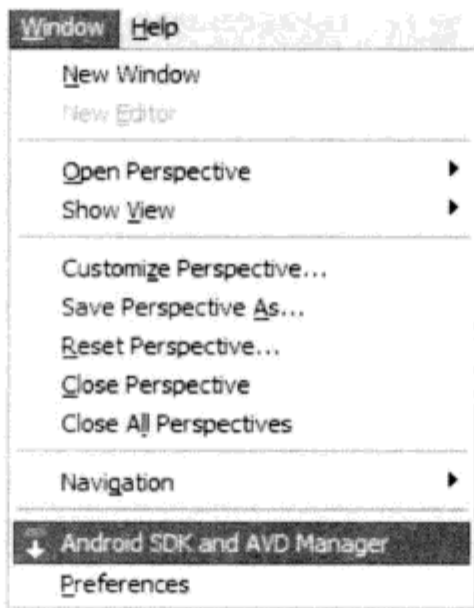 Window Help
New Window
New Editor
Open Perspective
Show View
Customize Perspective...
Save Perspective As...
Reset Perspective...
Close Perspective
Close All Perspectives
Navigation
Android SDK and AVD Manager
Preferences